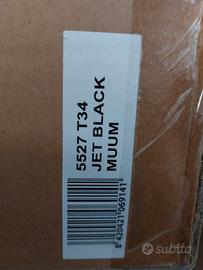 5527 T34
JET BLACK
MUUM
8 420421 069141
subito